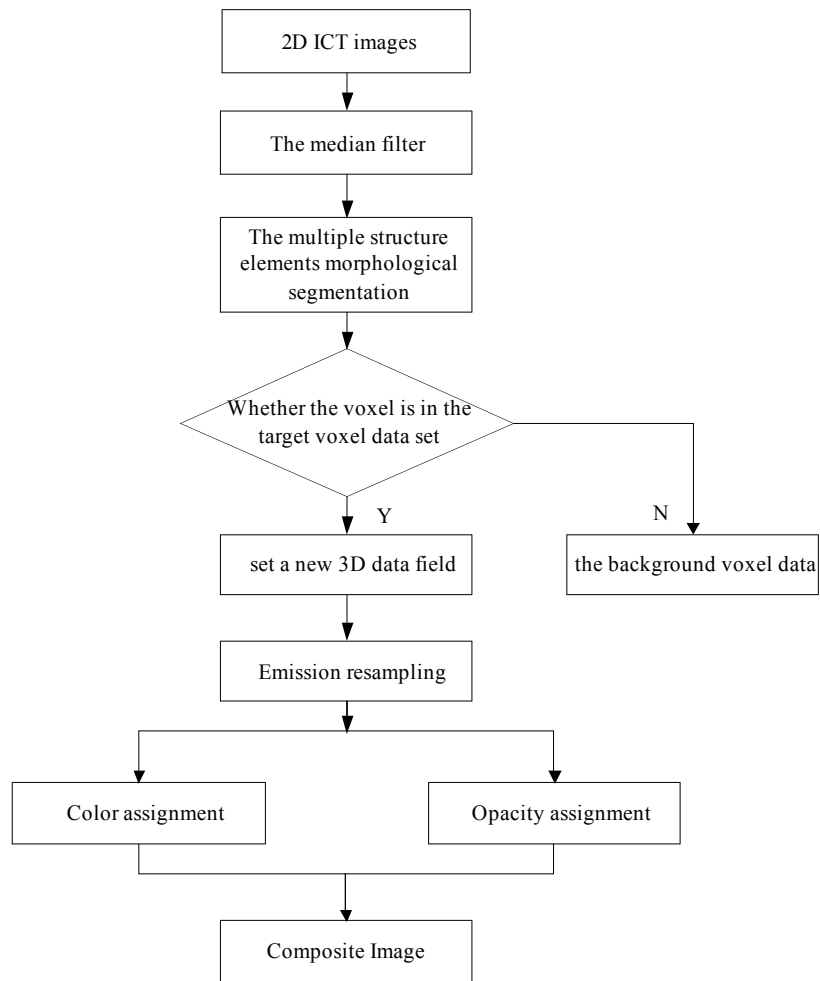 2D ICT images
The median filter
The multiple structure
elements morphological
segmentation
Whether the voxel is in the
target voxel data set
Y
N
set a new 3D data field
the background voxel data
Emission resampling
Color assignment
Opacity assignment
Composite Image